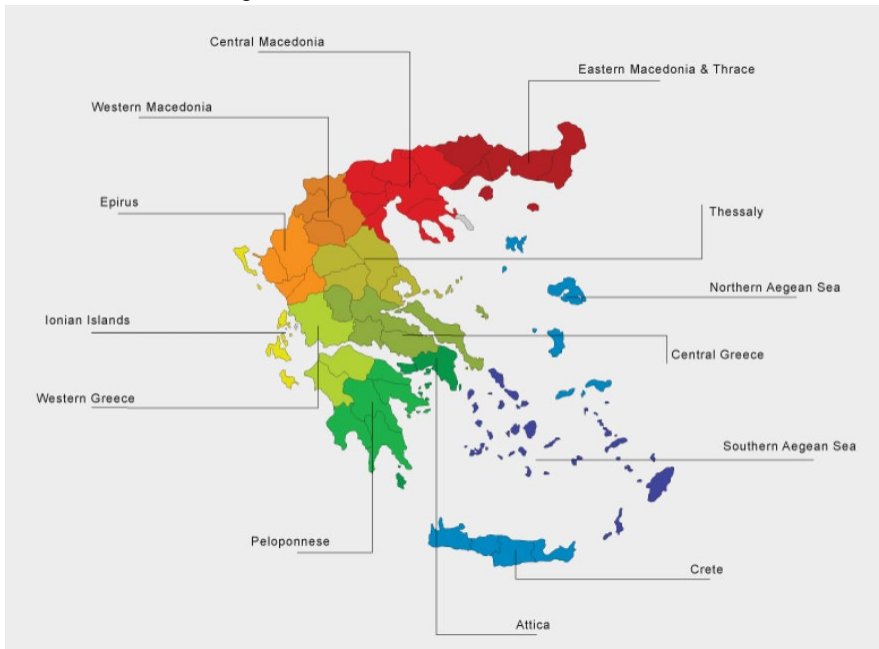 Central Macedonia
Eastern Macedonia & Thrace
Western Macedonia
Epirus
Thessaly
Northern Aegean Sea
Ionian Islands
Central Greece
Western Greece
Southern Aegean Sea
Peloponnese
Crete
Attica